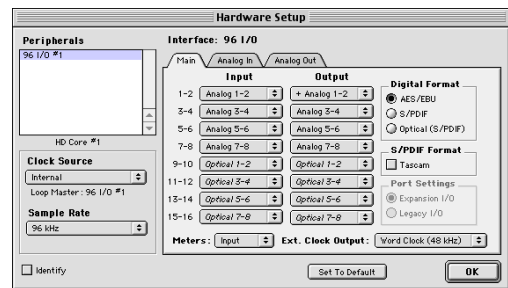 Hardware Setup
Peripherals
96 I/O #1
HD Core #1
Clock Source
Internal
Loop Master: 96 I/O #1
Sample Rate
96 kHz
Identify
Interface: 96 I/O
Main Analog In Analog Out
Input Output
1-2 Analog 1-2 + Analog 1-2
3-4 Analog 3-4 Analog 3-4
5-6 Analog 5-6 Analog 5-6
7-8 Analog 7-8 Analog 7-8
9-10 Optical 1-2 Optical 1-2
11-12 Optical 3-4 Optical 3-4
13-14 Optical 5-6 Optical 5-6
15-16 Optical 7-8 Optical 7-8
Digital Format
AES/EBU
S/PDIF
Optical (S/PDIF)
S/PDIF Format
Tascam
Port Settings
Expansion I/O
Legacy I/O
Meters: Input Ext. Clock Output: Word Clock (48 kHz)
Set To Default OK